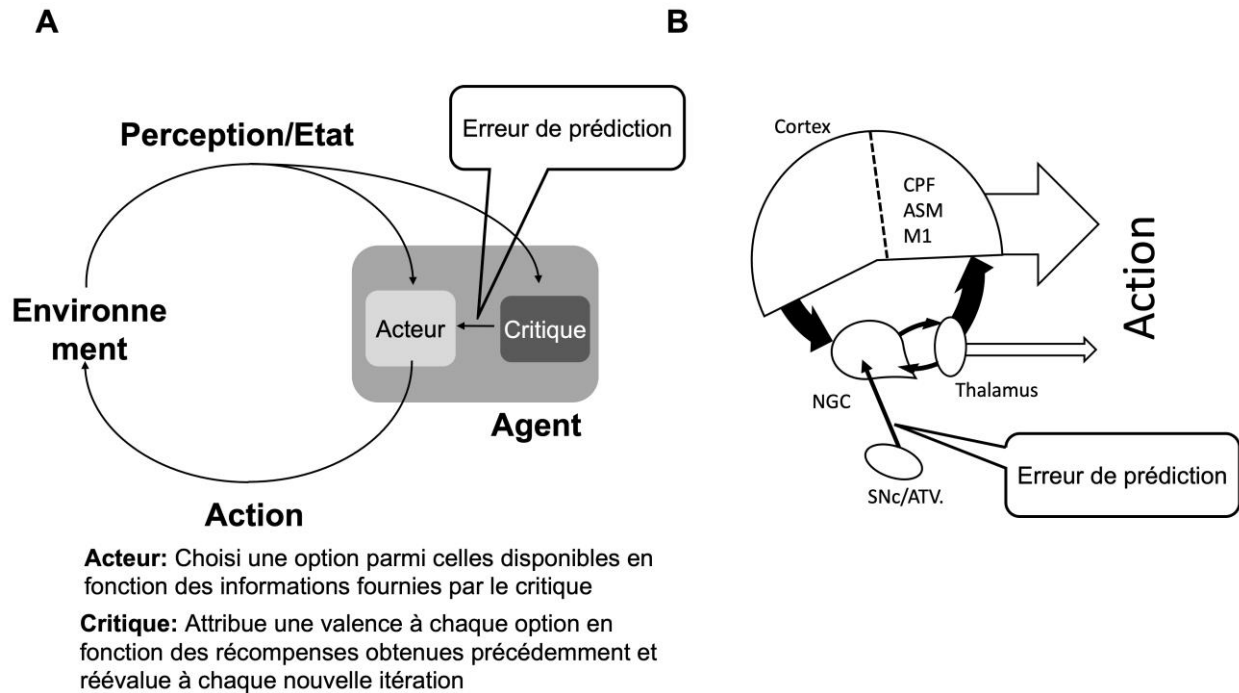 A
Perception/Etat
Erreur de prédiction
Environne
ment
Acteur
Critique
Agent
Action
Acteur: Choisi une option parmi celles disponibles en
fonction des informations fournies par le critique
Critique: Attribue une valence à chaque option en
fonction des récompenses obtenues précédemment et
réévalue à chaque nouvelle itération
B
Cortex
CPF
ASM
M1
Action
NGC
Thalamus
SNc/ATV.
Erreur de prédiction